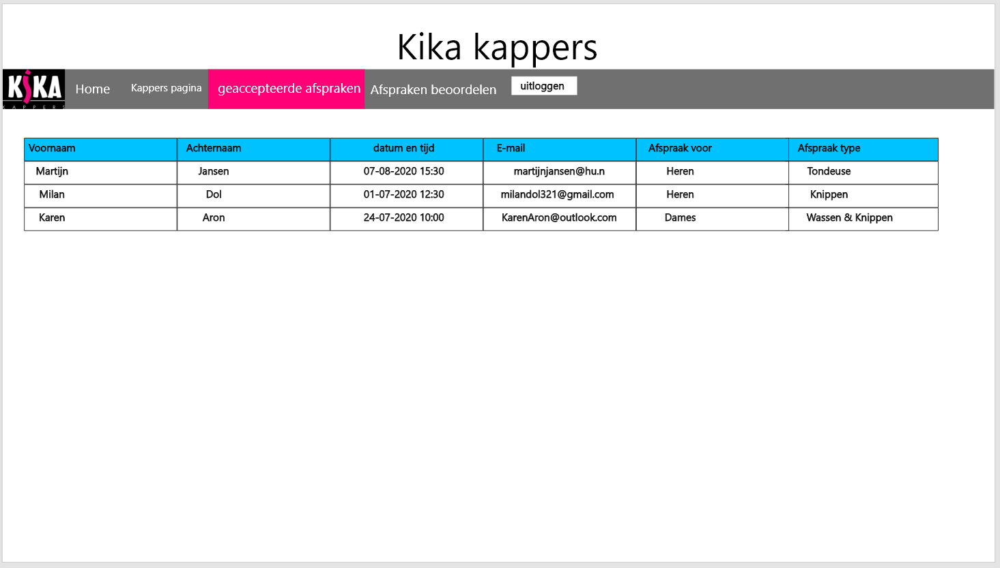 Kika kappers
KiKA
KAPPERS
Home Kappers pagina geaccepteerde afspraken Afspraken beoordelen uitloggen
Voornaam Achternaam datum en tijd E-mail Afspraak voor Afspraak type
Martijn Jansen 07-08-2020 15:30 martijnjansen@hu.n Heren Tondeuse
Milan Dol 01-07-2020 12:30 milandol321@gmail.com Heren Knippen
Karen Aron 24-07-2020 10:00 KarenAron@outlook.com Dames Wassen & Knippen